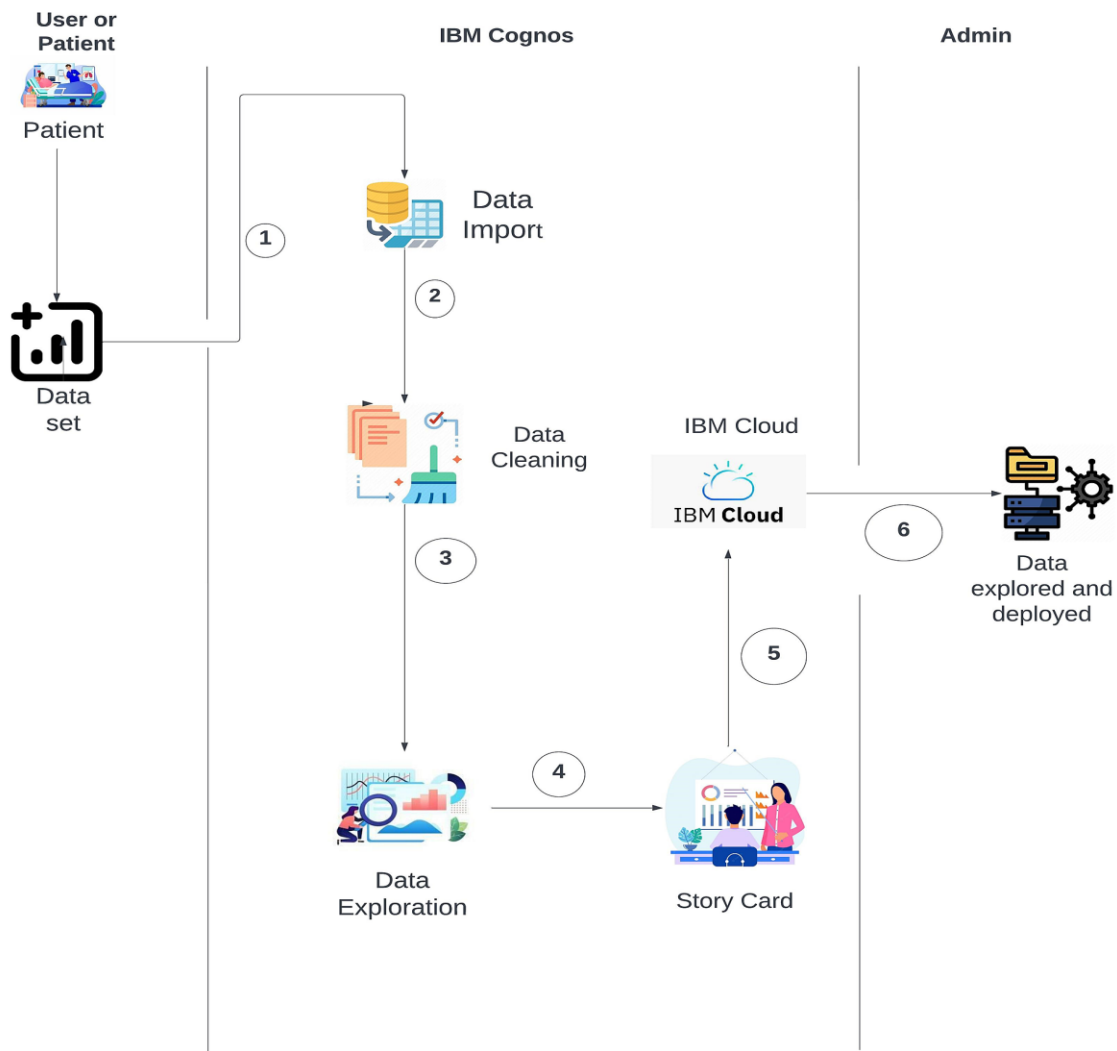 User or
Patient
IBM Cognos
Admin
Patient
Data
Import
1
2
Data
set
Data
Cleaning
IBM Cloud
IBM Cloud
6
3
Data
explored and
deployed
5
4
Data
Exploration
Story Card